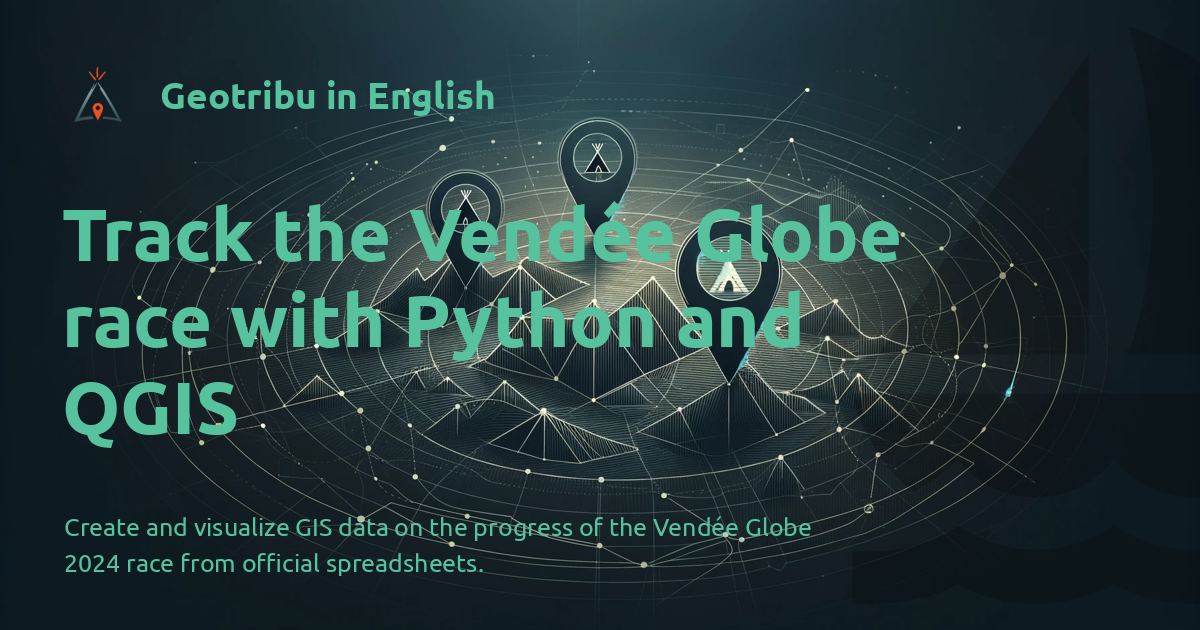 Geotribu in English
Track the Vendée Globe
race with Python and
QGIS
Create and visualize GIS data on the progress of the Vendée Globe
2024 race from official spreadsheets.